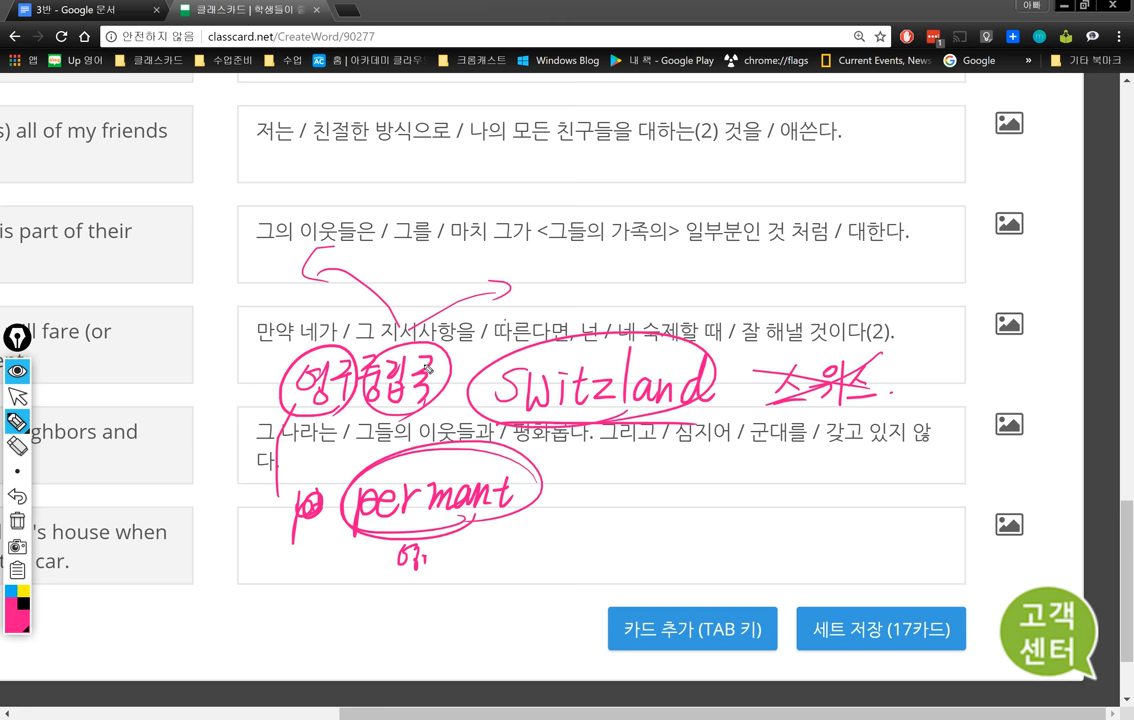 3반 - Google 문서
클래스카드 | 학생들이
아빠
안전하지 않음 classcard.net/CreateWord/90277
앱 Up 영어 클래스카드 수업준비 수업 홈 | 아카데미 클라우 크롬캐스트 Windows Blog 내 책 - Google Play chrome://flags Current Events, News Google » 기타 북마크
s) all of my friends
저는 / 친절한 방식으로 / 나의 모든 친구들을 대하는(2) 것을 / 애쓴다.
is part of their
그의 이웃들은 / 그를 / 마치 그가 <그들의 가족의> 일부분인 것 처럼 / 대한다.
ll fare (or
만약 네가 / 그 지시사항을 / 따른다면, 넌 / 네 숙제할 때 / 잘 해낼 것이다(2).
영구중립국 Switzland 스위스.
ghbors and
그 나라는 / 그들의 이웃들과 / 평화롭다. 그리고 / 심지어 / 군대를 / 갖고 있지 않
다.
permant
's house when
car.
카드 추가 (TAB 키)
세트 저장 (17카드)
고객
센터